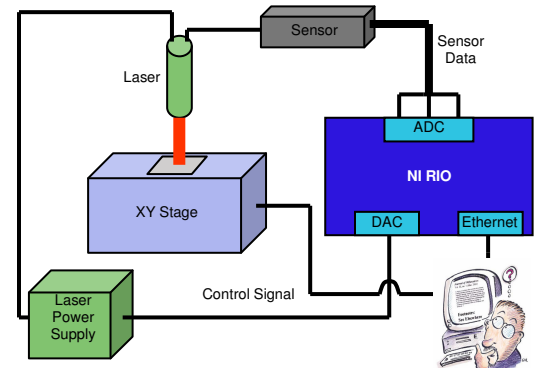 Sensor
Sensor
Data
Laser
ADC
NI RIO
XY Stage
DAC
Ethernet
Control Signal
Laser
Power
Supply
?